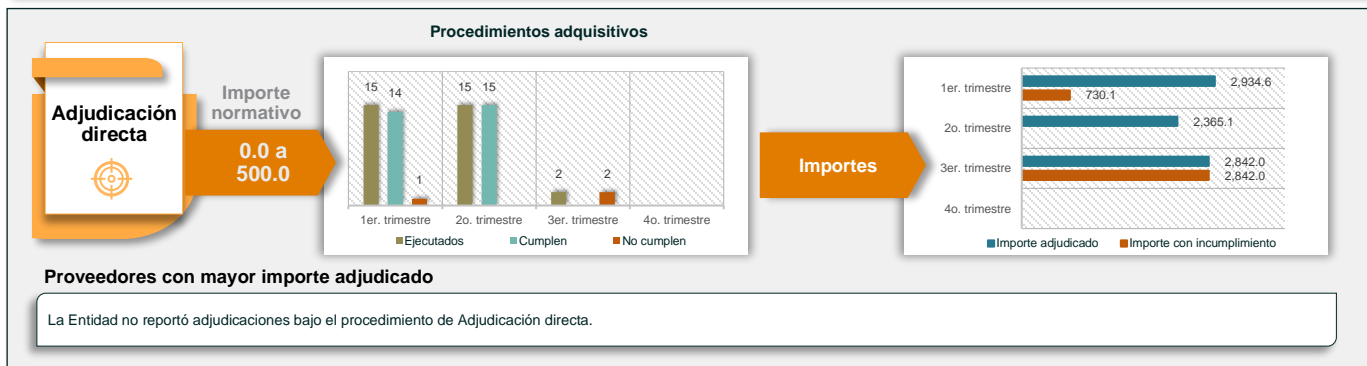 Procedimientos adquisitivos
Adjudicación
directa
Importe
normativo
0.0 a
500.0
15
14
1
15
15
2
2
1er. trimestre
2o. trimestre
3er. trimestre
4o. trimestre
Ejecutados
Cumplen
No cumplen
Importes
1er. trimestre
2,934.6
730.1
2o. trimestre
2,365.1
3er. trimestre
2,842.0
2,842.0
4o. trimestre
Importe adjudicado
Importe con incumplimiento
Proveedores con mayor importe adjudicado
La Entidad no reportó adjudicaciones bajo el procedimiento de Adjudicación directa.